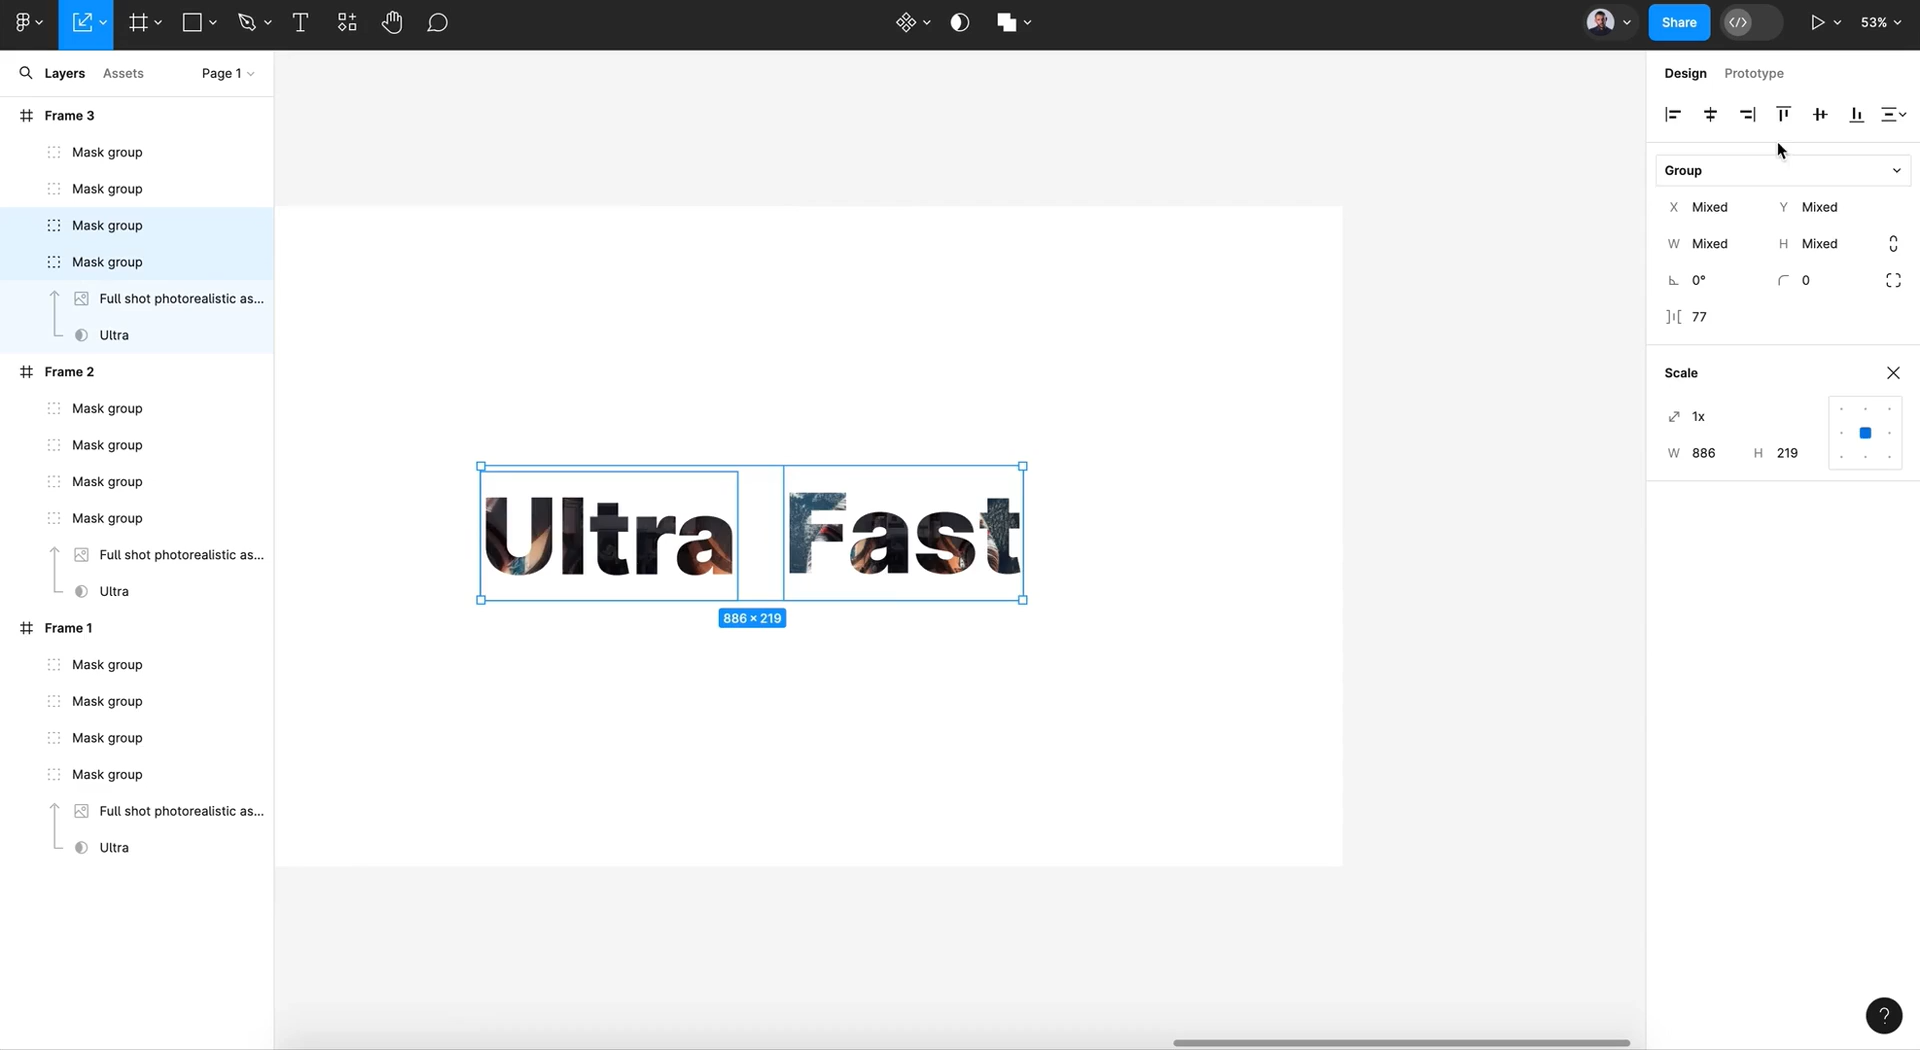 Share
53%
Layers
Assets
Page 1
Frame 3
Mask group
Mask group
Mask group
Mask group
Full shot photorealistic as...
Ultra
Frame 2
Mask group
Mask group
Mask group
Mask group
Full shot photorealistic as...
Ultra
Frame 1
Mask group
Mask group
Mask group
Mask group
Full shot photorealistic as...
Ultra
Ultra Fast
886 × 219
Design
Prototype
Group
X Mixed
Y Mixed
W Mixed
H Mixed
0°
0
77
Scale
1x
W 886
H 219
?